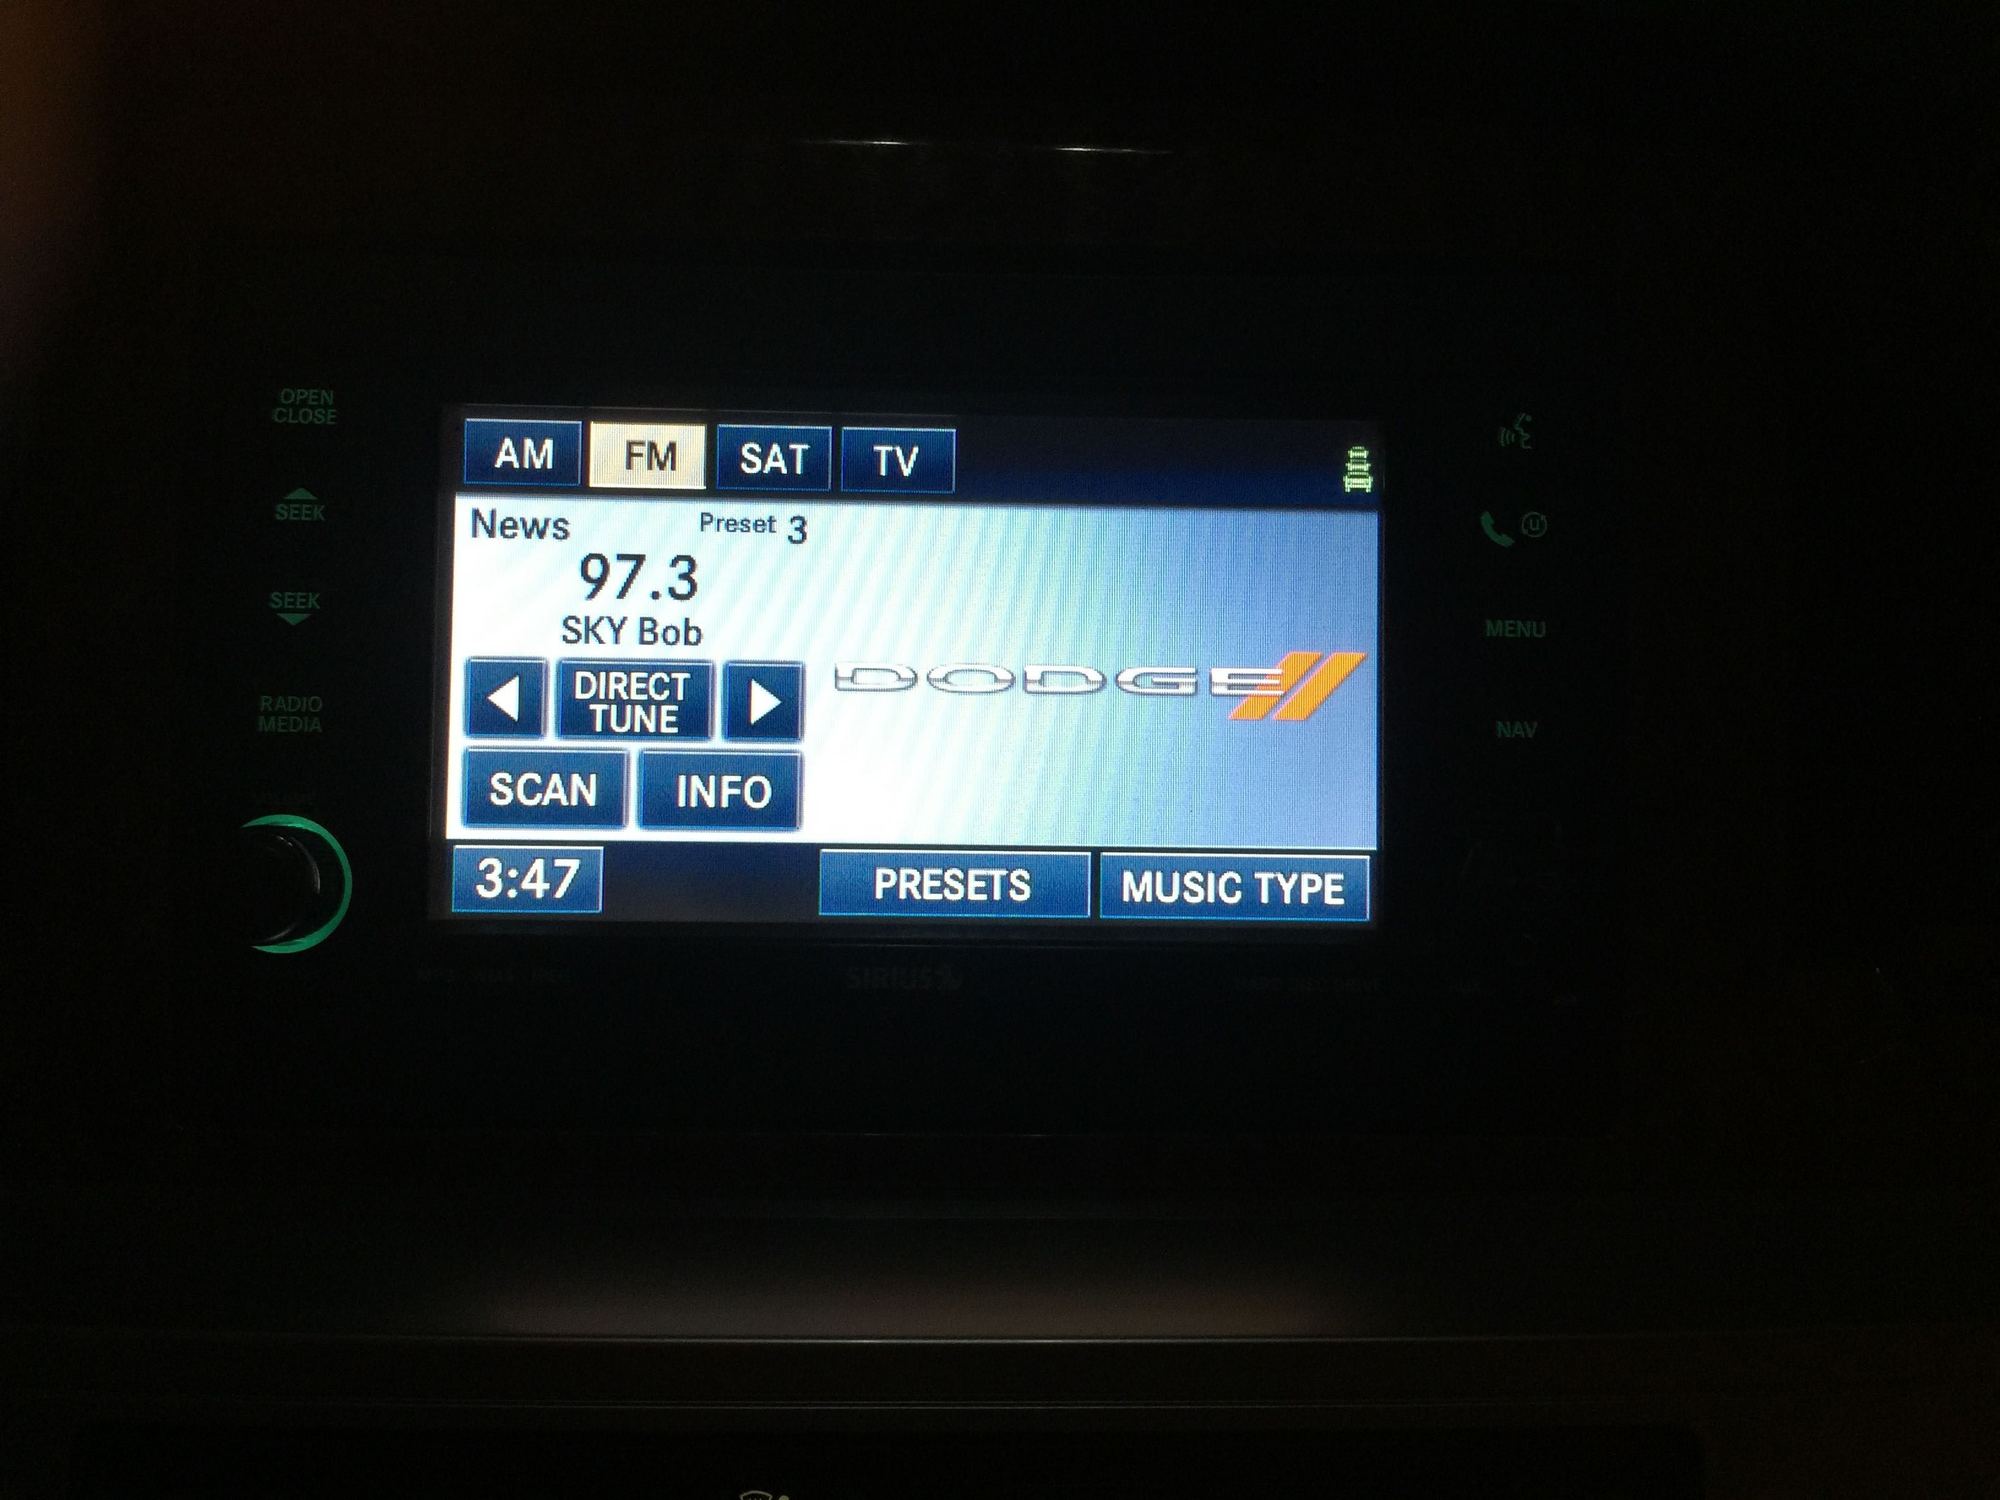 OPEN
CLOSE
SEEK
SEEK
RADIO
MEDIA
AM FM SAT TV
News Preset 3
97.3
SKY Bob
DIRECT
TUNE
SCAN INFO
DODGE
3:47 PRESETS MUSIC TYPE
MENU
NAV
SIRIUS